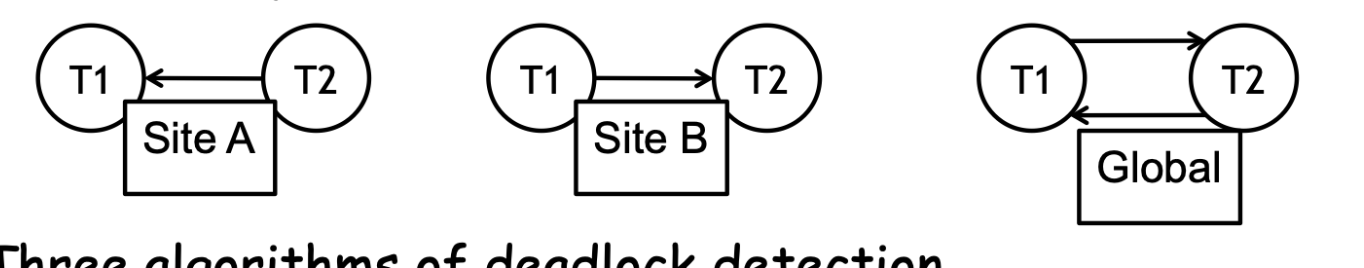 T1 T2 T1 T2 T1 T2
Site A Site B Global
Three algorithms of deadlock detection